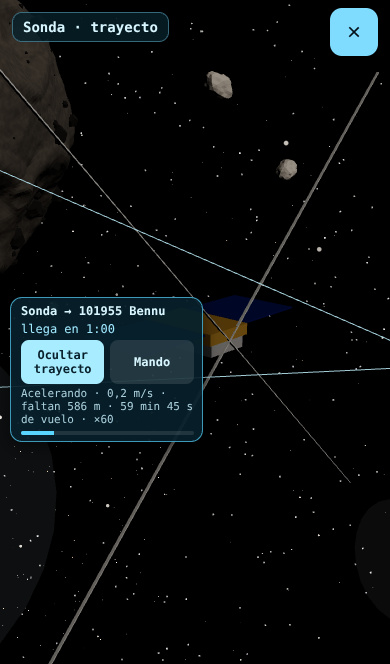 Sonda · trayecto
✕
Sonda → 101955 Bennu
llega en 1:00
Ocultar
trayecto
Mando
Acelerando · 0,2 m/s ·
faltan 586 m · 59 min 45 s
de vuelo · ×60